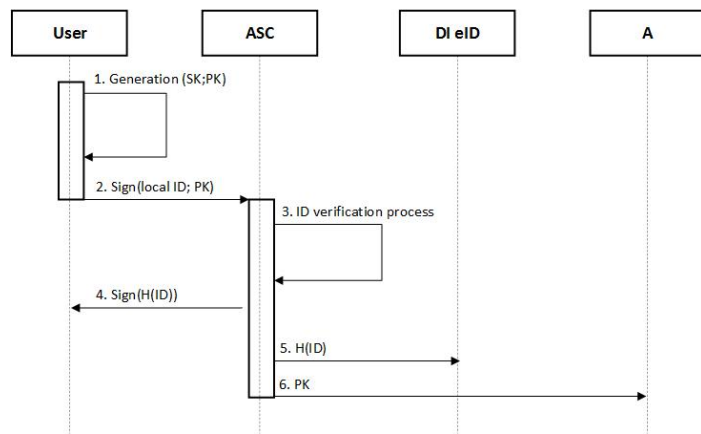 User
ASC
DI eID
A
1. Generation (SK;PK)
2. Sign(local ID; PK)
3. ID verification process
4. Sign(H(ID))
5. H(ID)
6. PK